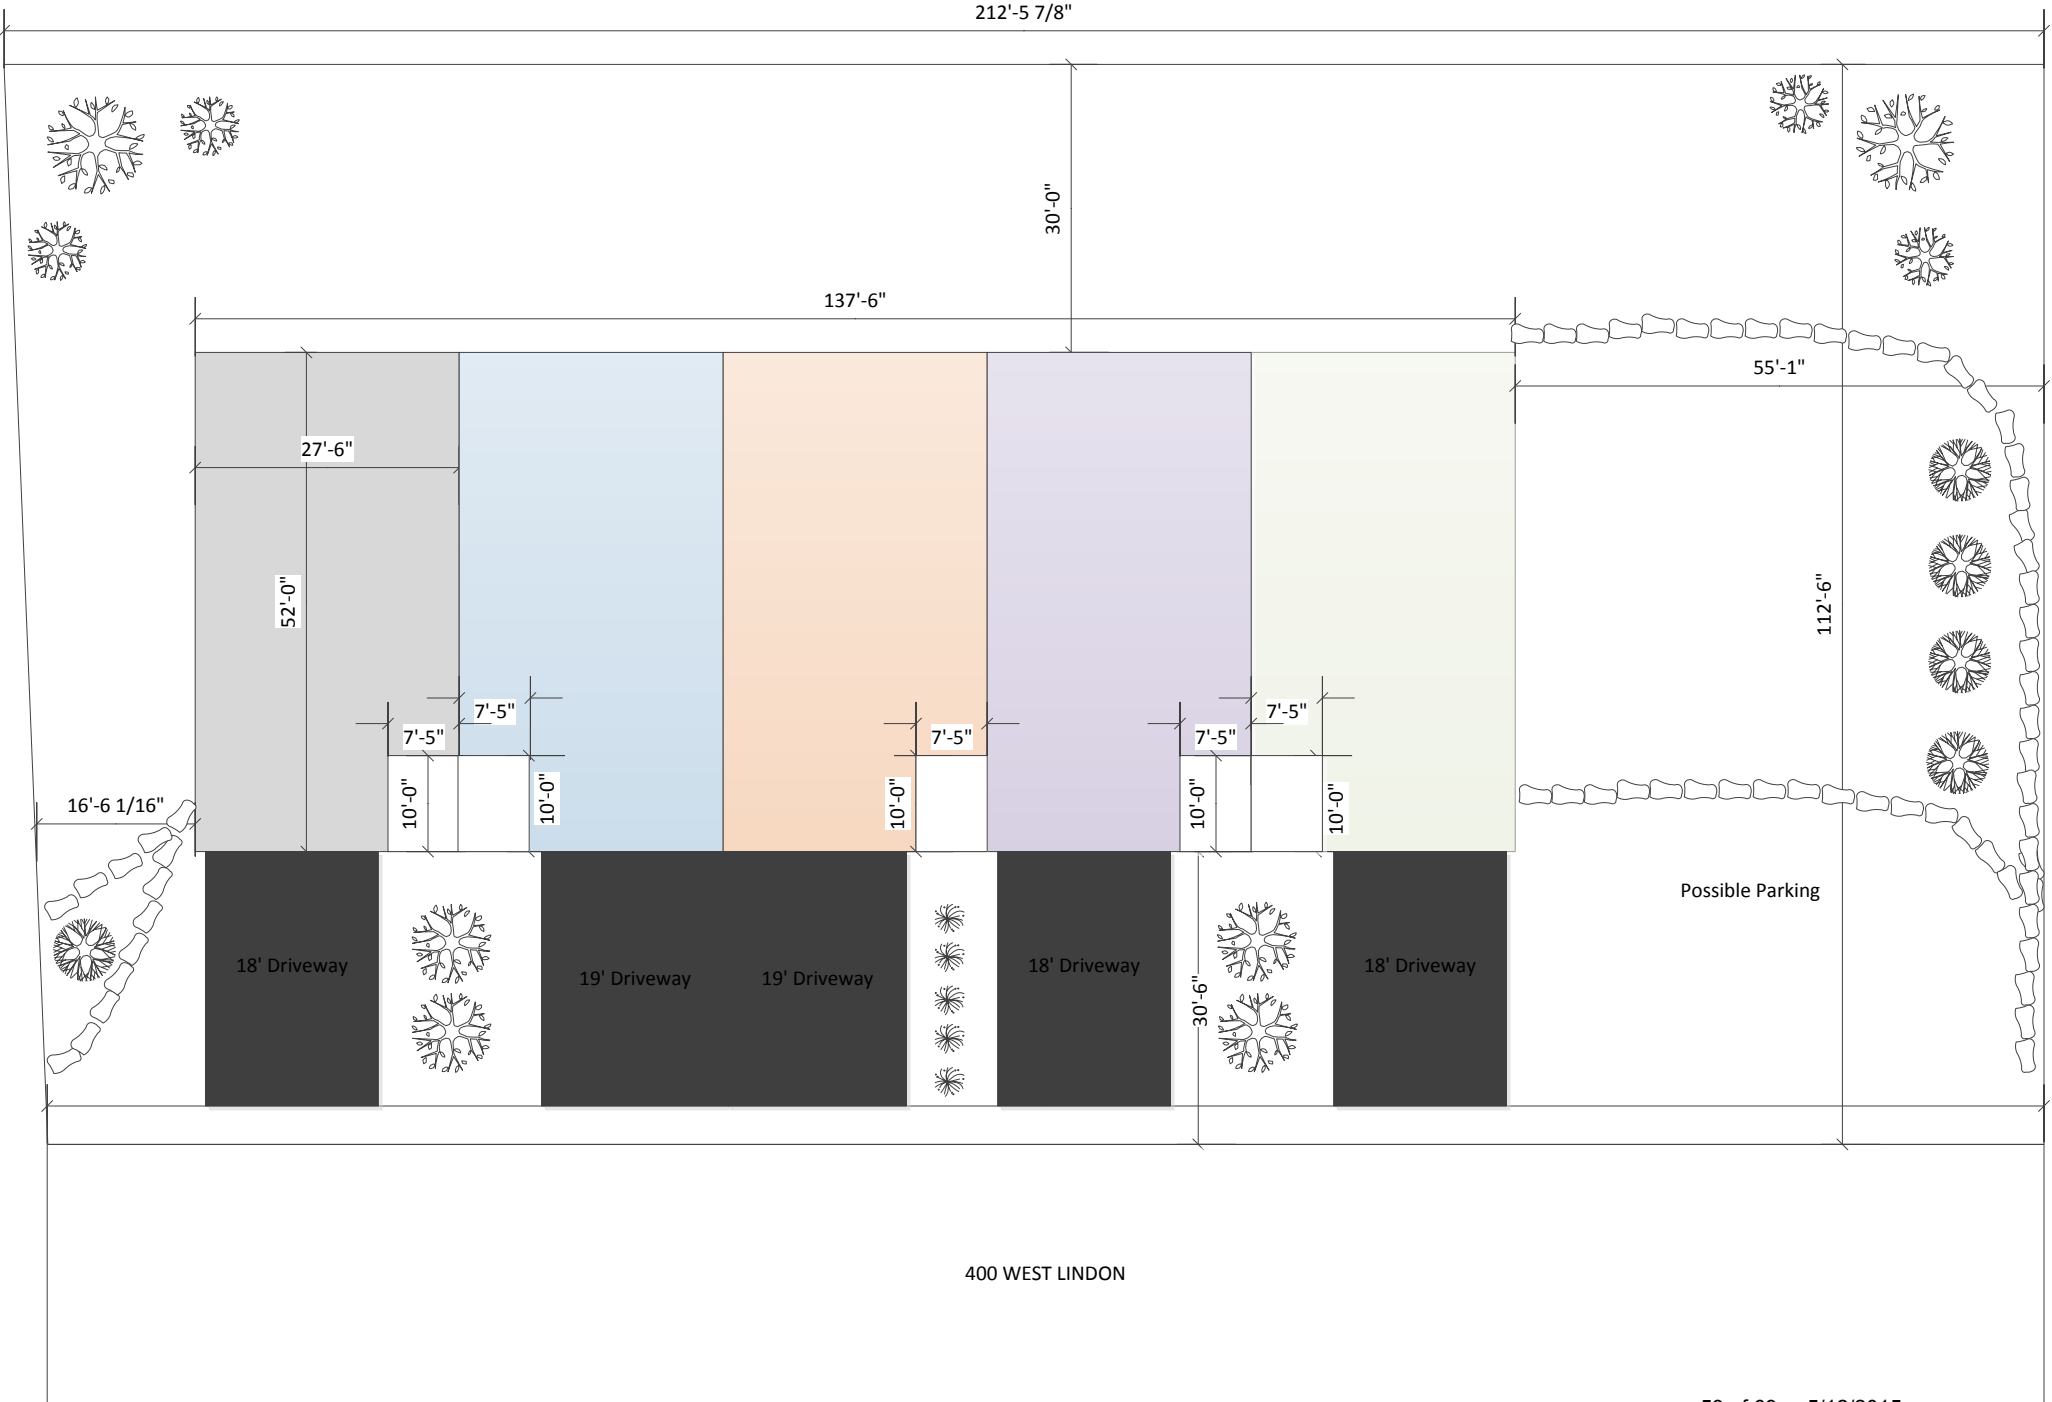 212'-5 7/8"
30'-0"
137'-6"
55'-1"
27'-6"
52'-0"
112'-6"
7'-5"
7'-5"
7'-5"
7'-5"
7'-5"
10'-0"
10'-0"
10'-0"
10'-0"
10'-0"
16'-6 1/16"
Possible Parking
18' Driveway
19' Driveway
19' Driveway
18' Driveway
18' Driveway
30'-6"
400 WEST LINDON